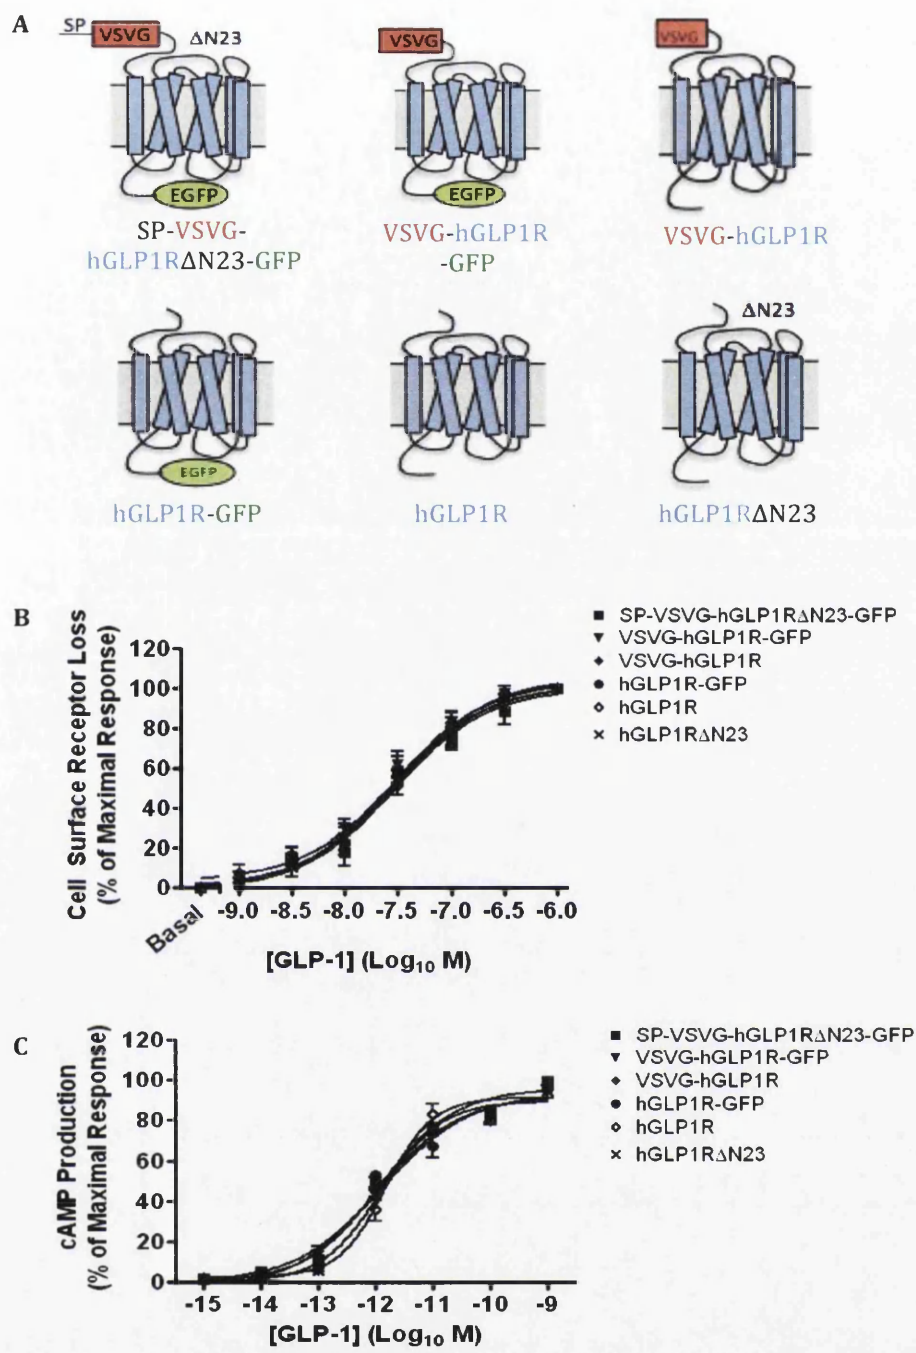 A
SP VSVG ΔN23
EGFP
SP-VSVG-
hGLP1RΔN23-GFP
VSVG
EGFP
VSVG-hGLP1R
-GFP
VSVG
VSVG-hGLP1R
EGFP
hGLP1R-GFP
hGLP1R
ΔN23
hGLP1RΔN23
B
Cell Surface Receptor Loss
(% of Maximal Response)
120
100
80
60
40
20
0
Basal -9.0 -8.5 -8.0 -7.5 -7.0 -6.5 -6.0
[GLP-1] (Log₁₀ M)
SP-VSVG-hGLP1RΔN23-GFP
VSVG-hGLP1R-GFP
VSVG-hGLP1R
hGLP1R-GFP
hGLP1R
hGLP1RΔN23
C
cAMP Production
(% of Maximal Response)
120
100
80
60
40
20
0
-15 -14 -13 -12 -11 -10 -9
[GLP-1] (Log₁₀ M)
SP-VSVG-hGLP1RΔN23-GFP
VSVG-hGLP1R-GFP
VSVG-hGLP1R
hGLP1R-GFP
hGLP1R
hGLP1RΔN23